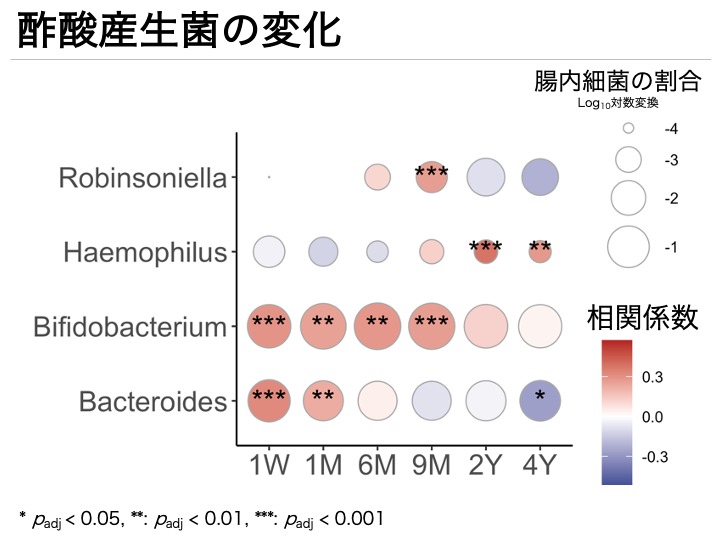 酢酸産生菌の変化
腸内細菌の割合
Log₁₀対数変換
-4
-3
-2
-1
Robinsoniella
***
Haemophilus
*** **
Bifidobacterium
*** ** ** ***
Bacteroides
*** ** *
1W 1M 6M 9M 2Y 4Y
相関係数
0.3
0.0
-0.3
* padj < 0.05, **: padj < 0.01, ***: padj < 0.001